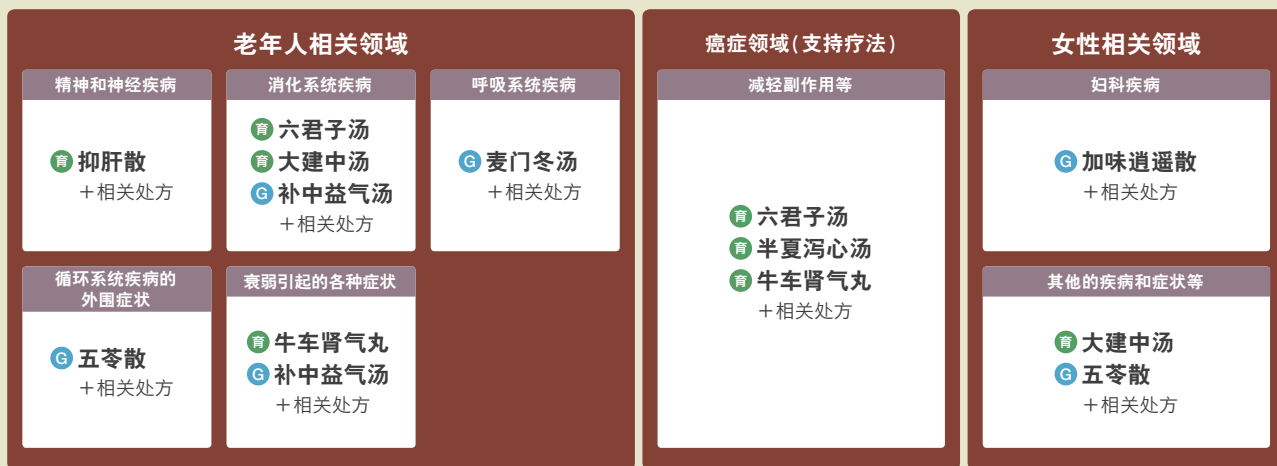 老年人相关领域
精神和神经疾病
育 抑肝散
＋相关处方
消化系统疾病
育 六君子汤
育 大建中汤
G 补中益气汤
＋相关处方
呼吸系统疾病
G 麦门冬汤
＋相关处方
循环系统疾病的
外围症状
G 五苓散
＋相关处方
衰弱引起的各种症状
育 牛车肾气丸
G 补中益气汤
＋相关处方
癌症领域(支持疗法)
减轻副作用等
育 六君子汤
育 半夏泻心汤
育 牛车肾气丸
＋相关处方
女性相关领域
妇科疾病
G 加味逍遥散
＋相关处方
其他的疾病和症状等
育 大建中汤
G 五苓散
＋相关处方